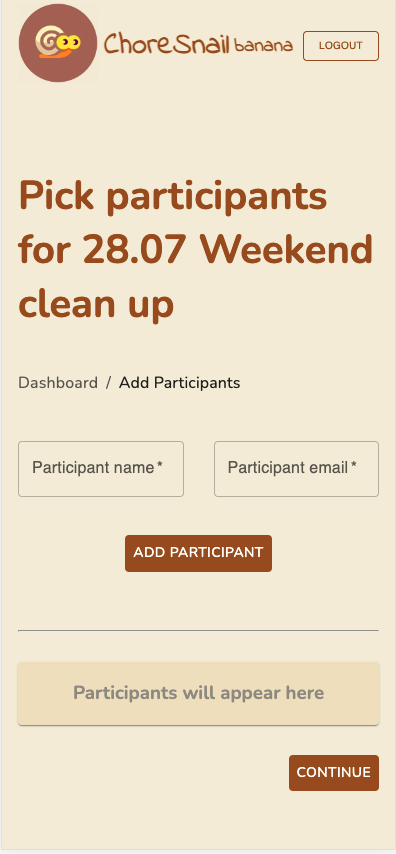 ChoreSnail banana
LOGOUT
Pick participants
for 28.07 Weekend
clean up
Dashboard / Add Participants
Participant name *
Participant email *
ADD PARTICIPANT
Participants will appear here
CONTINUE